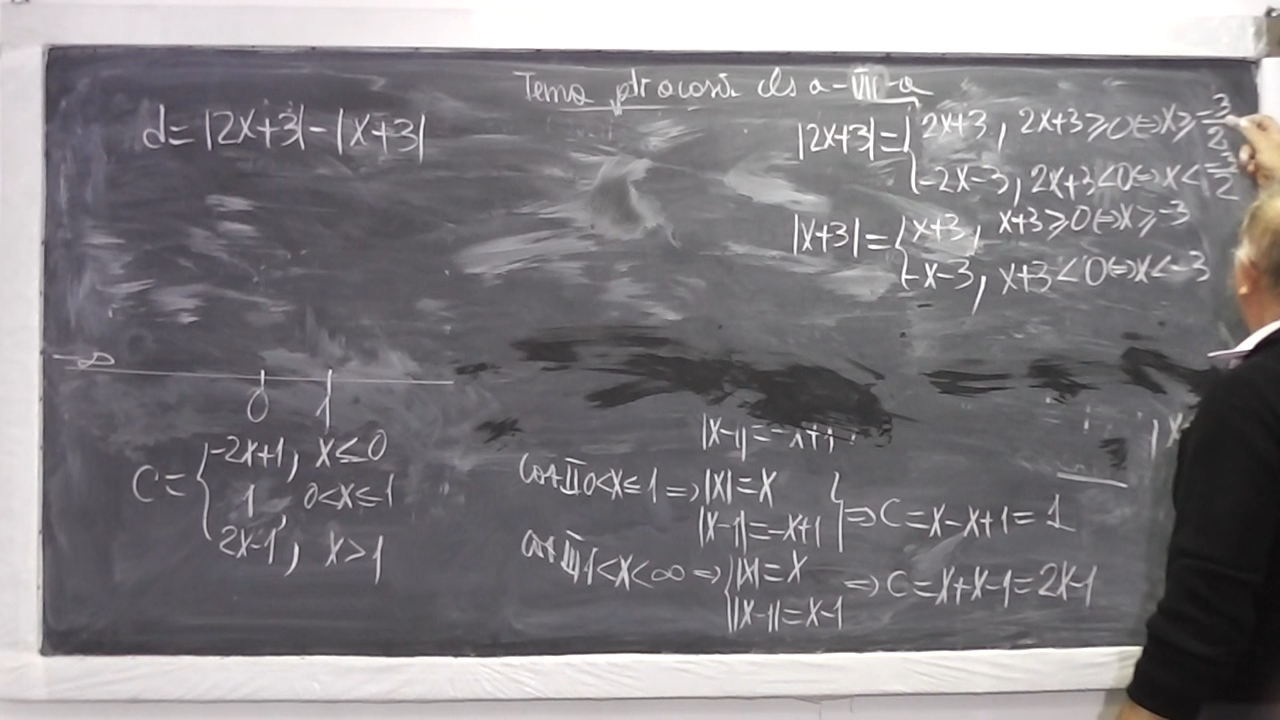 Tema ptr acasă cls a-VII-a
d=|2x+3|-|x+3|
|2x+3|={2x+3, 2x+3≥0⇔x≥-3/2
-2x-3, 2x+3<0⇔x<-3/2
|x+3|={x+3, x+3≥0⇔x≥-3
-x-3, x+3<0⇔x<-3
-∞
0 1
C={-2x+1, x≤0
1, 0<x≤1
2x-1, x>1
|x-1|=-x+1
II 0<x≤1⇒|x|=x
|x-1|=-x+1 }⇒C=x-x+1=1
III 1<x<∞⇒{|x|=x
|x-1|=x-1 ⇒C=x+x-1=2x-1